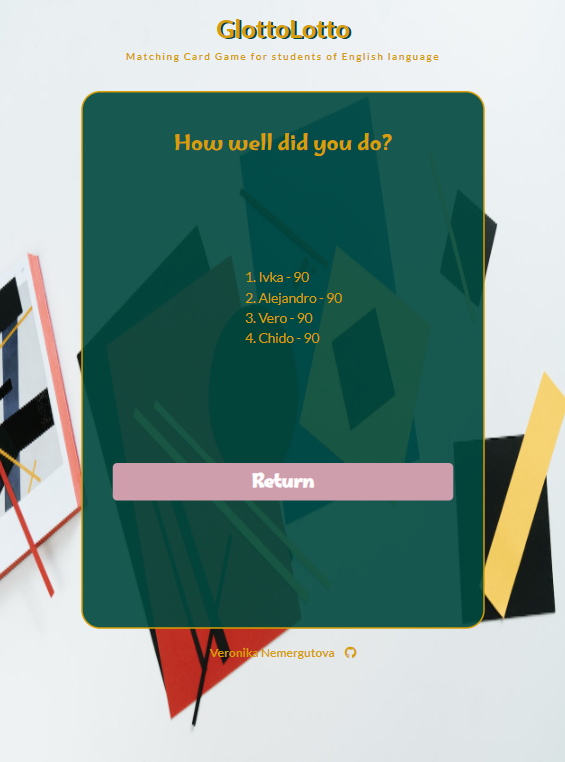 GlottoLotto
Matching Card Game for students of English language
How well did you do?
1. Ivka - 90
2. Alejandro - 90
3. Vero - 90
4. Chido - 90
Return
Veronika Nemergutova